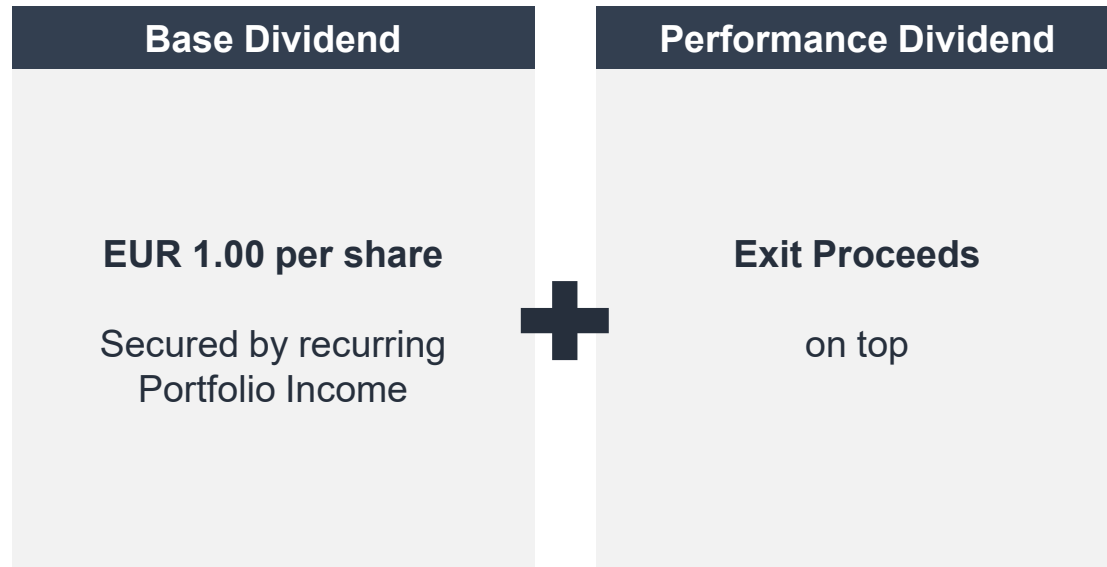 Base Dividend
EUR 1.00 per share
Secured by recurring
Portfolio Income
Performance Dividend
Exit Proceeds
on top